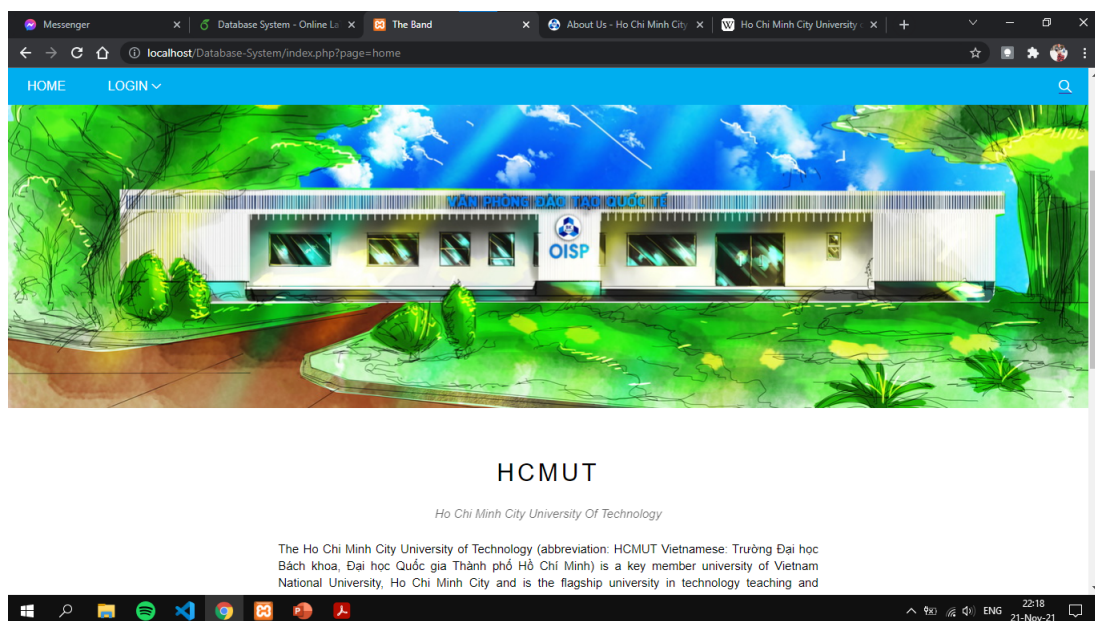 Messenger
Database System - Online La
The Band
About Us - Ho Chi Minh City
Ho Chi Minh City University o
localhost/Database-System/index.php?page=home
HOME LOGIN
VĂN PHÒNG ĐÀO TẠO QUỐC TẾ
OISP
HCMUT
Ho Chi Minh City University Of Technology
The Ho Chi Minh City University of Technology (abbreviation: HCMUT Vietnamese: Trường Đại học
Bách khoa, Đại học Quốc gia Thành phố Hồ Chí Minh) is a key member university of Vietnam
National University, Ho Chi Minh City and is the flagship university in technology teaching and
ENG
22:18
21-Nov-21